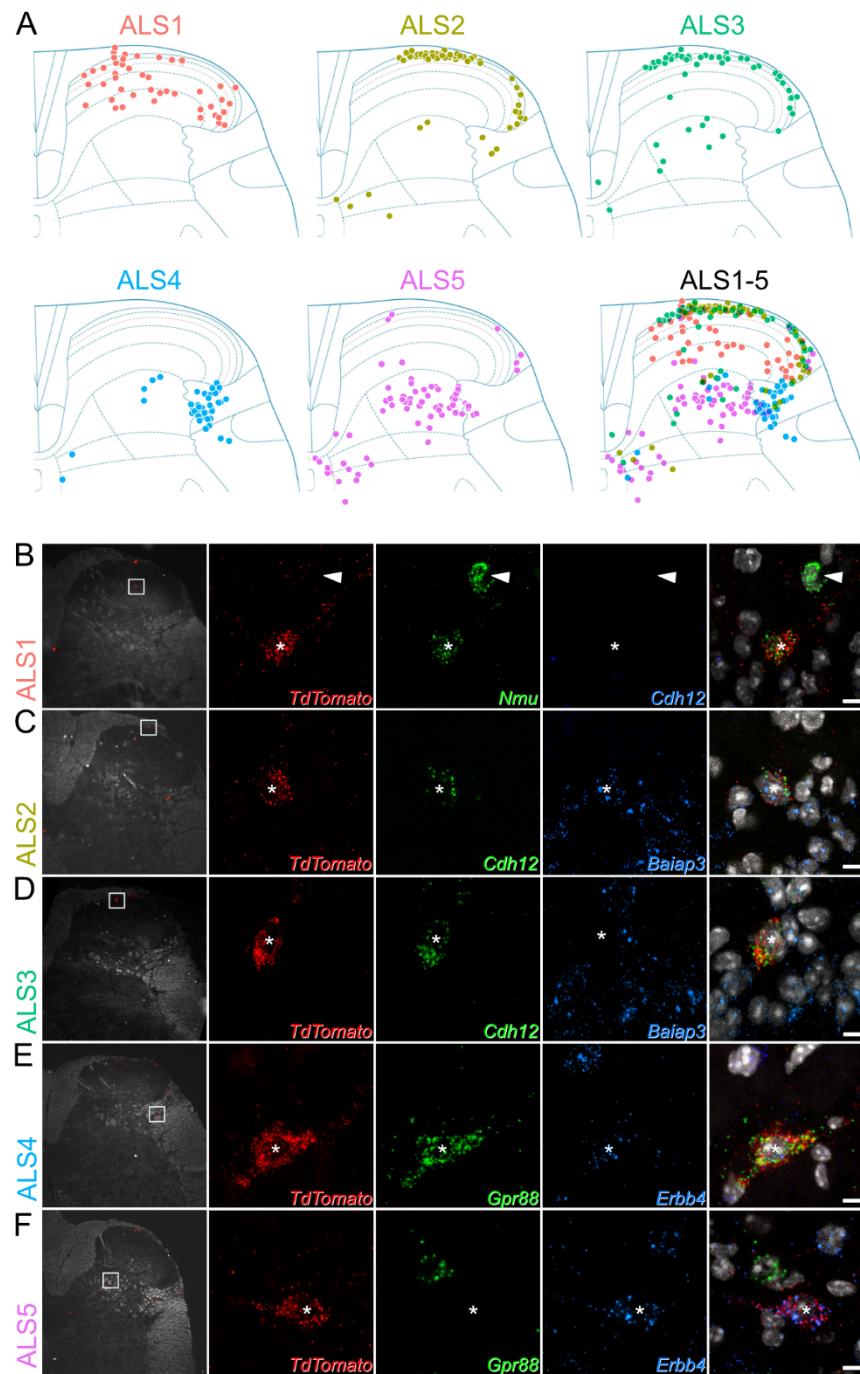 A
ALS1
ALS2
ALS3
ALS4
ALS5
ALS1-5
B
ALS1
TdTomato
Nmu
Cdh12
C
ALS2
TdTomato
Cdh12
Baiap3
D
ALS3
TdTomato
Cdh12
Baiap3
E
ALS4
TdTomato
Gpr88
Erbb4
F
ALS5
TdTomato
Gpr88
Erbb4